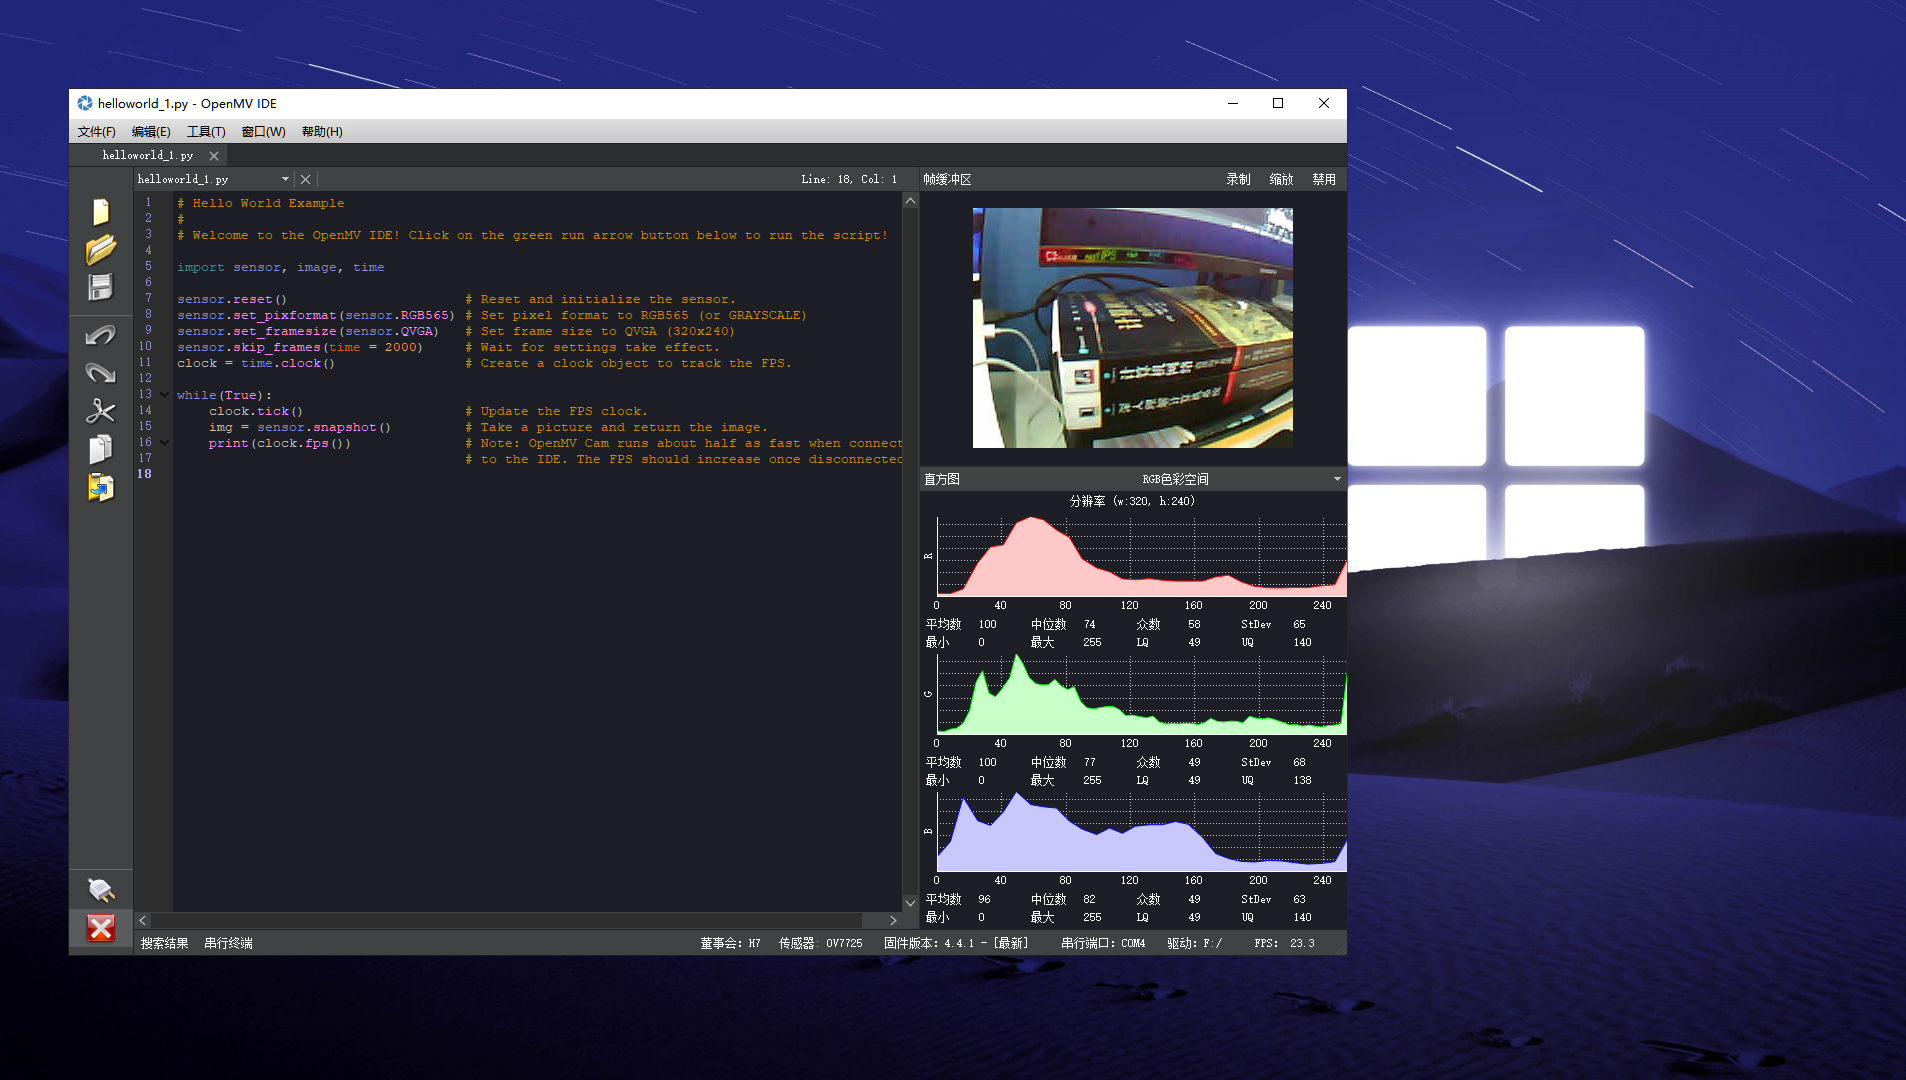 helloworld_1.py - OpenMV IDE
文件(F) 编辑(E) 工具(T) 窗口(W) 帮助(H)
helloworld_1.py
helloworld_1.py Line: 18, Col: 1
1 # Hello World Example
2 #
3 # Welcome to the OpenMV IDE! Click on the green run arrow button below to run the script!
4
5 import sensor, image, time
6
7 sensor.reset() # Reset and initialize the sensor.
8 sensor.set_pixformat(sensor.RGB565) # Set pixel format to RGB565 (or GRAYSCALE)
9 sensor.set_framesize(sensor.QVGA) # Set frame size to QVGA (320x240)
10 sensor.skip_frames(time = 2000) # Wait for settings take effect.
11 clock = time.clock() # Create a clock object to track the FPS.
12
13 while(True):
14 clock.tick() # Update the FPS clock.
15 img = sensor.snapshot() # Take a picture and return the image.
16 print(clock.fps()) # Note: OpenMV Cam runs about half as fast when connect
17 # to the IDE. The FPS should increase once disconnected
18
帧缓冲区 录制 缩放 禁用
计算机网络
深入理解计算机系统
直方图 RGB色彩空间
分辨率 (w:320, h:240)
R
0 40 80 120 160 200 240
平均数 100 中位数 74 众数 58 StDev 65
最小 0 最大 255 LQ 49 UQ 140
G
0 40 80 120 160 200 240
平均数 100 中位数 77 众数 49 StDev 68
最小 0 最大 255 LQ 49 UQ 138
B
0 40 80 120 160 200 240
平均数 96 中位数 82 众数 49 StDev 63
最小 0 最大 255 LQ 49 UQ 140
搜索结果 串行终端 董事会: H7 传感器: OV7725 固件版本: 4.4.1 - [最新] 串行端口: COM4 驱动: F:/ FPS: 23.3